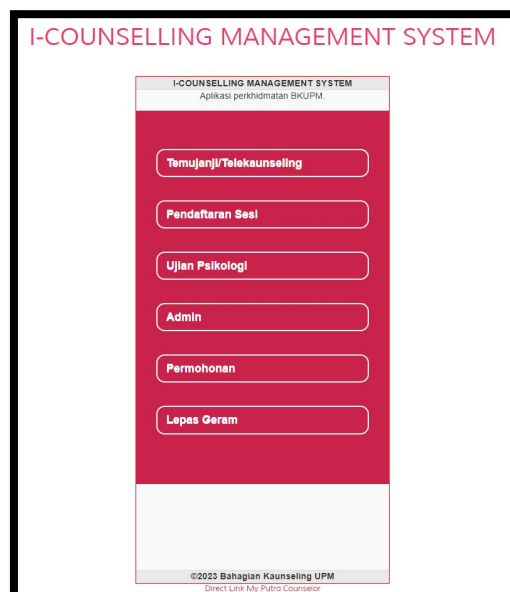 I-COUNSELLING MANAGEMENT SYSTEM
I-COUNSELLING MANAGEMENT SYSTEM
Aplikasi perkhidmatan BKUPM.
Temujanji/Telekaunseling
Pendaftaran Sesi
Ujian Psikologi
Admin
Permohonan
Lepas Geram
©2023 Bahagian Kaunseling UPM
Direct Link My Putra Counselor